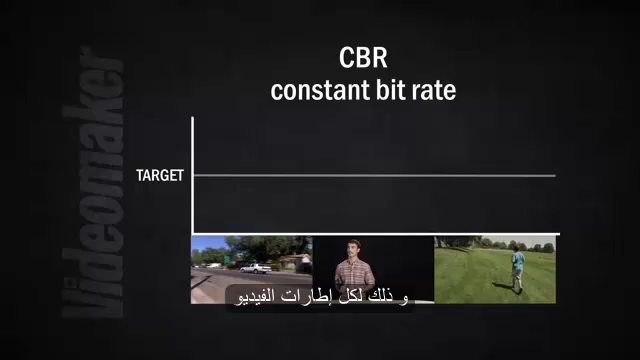 CBR
constant bit rate
TARGET
Videomaker
و ذلك لكل إطارات الفيديو